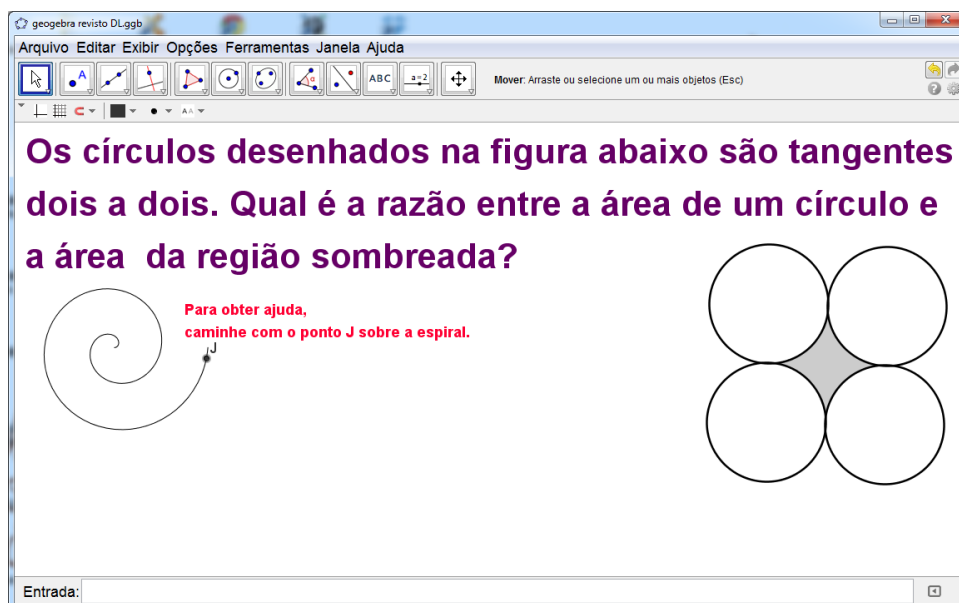 geogebra revisto DL.ggb
Arquivo Editar Exibir Opções Ferramentas Janela Ajuda
A
α
ABC
a=2
Mover: Arraste ou selecione um ou mais objetos (Esc)
AA
Os círculos desenhados na figura abaixo são tangentes
dois a dois. Qual é a razão entre a área de um círculo e
a área da região sombreada?
Para obter ajuda,
caminhe com o ponto J sobre a espiral.
J
Entrada: